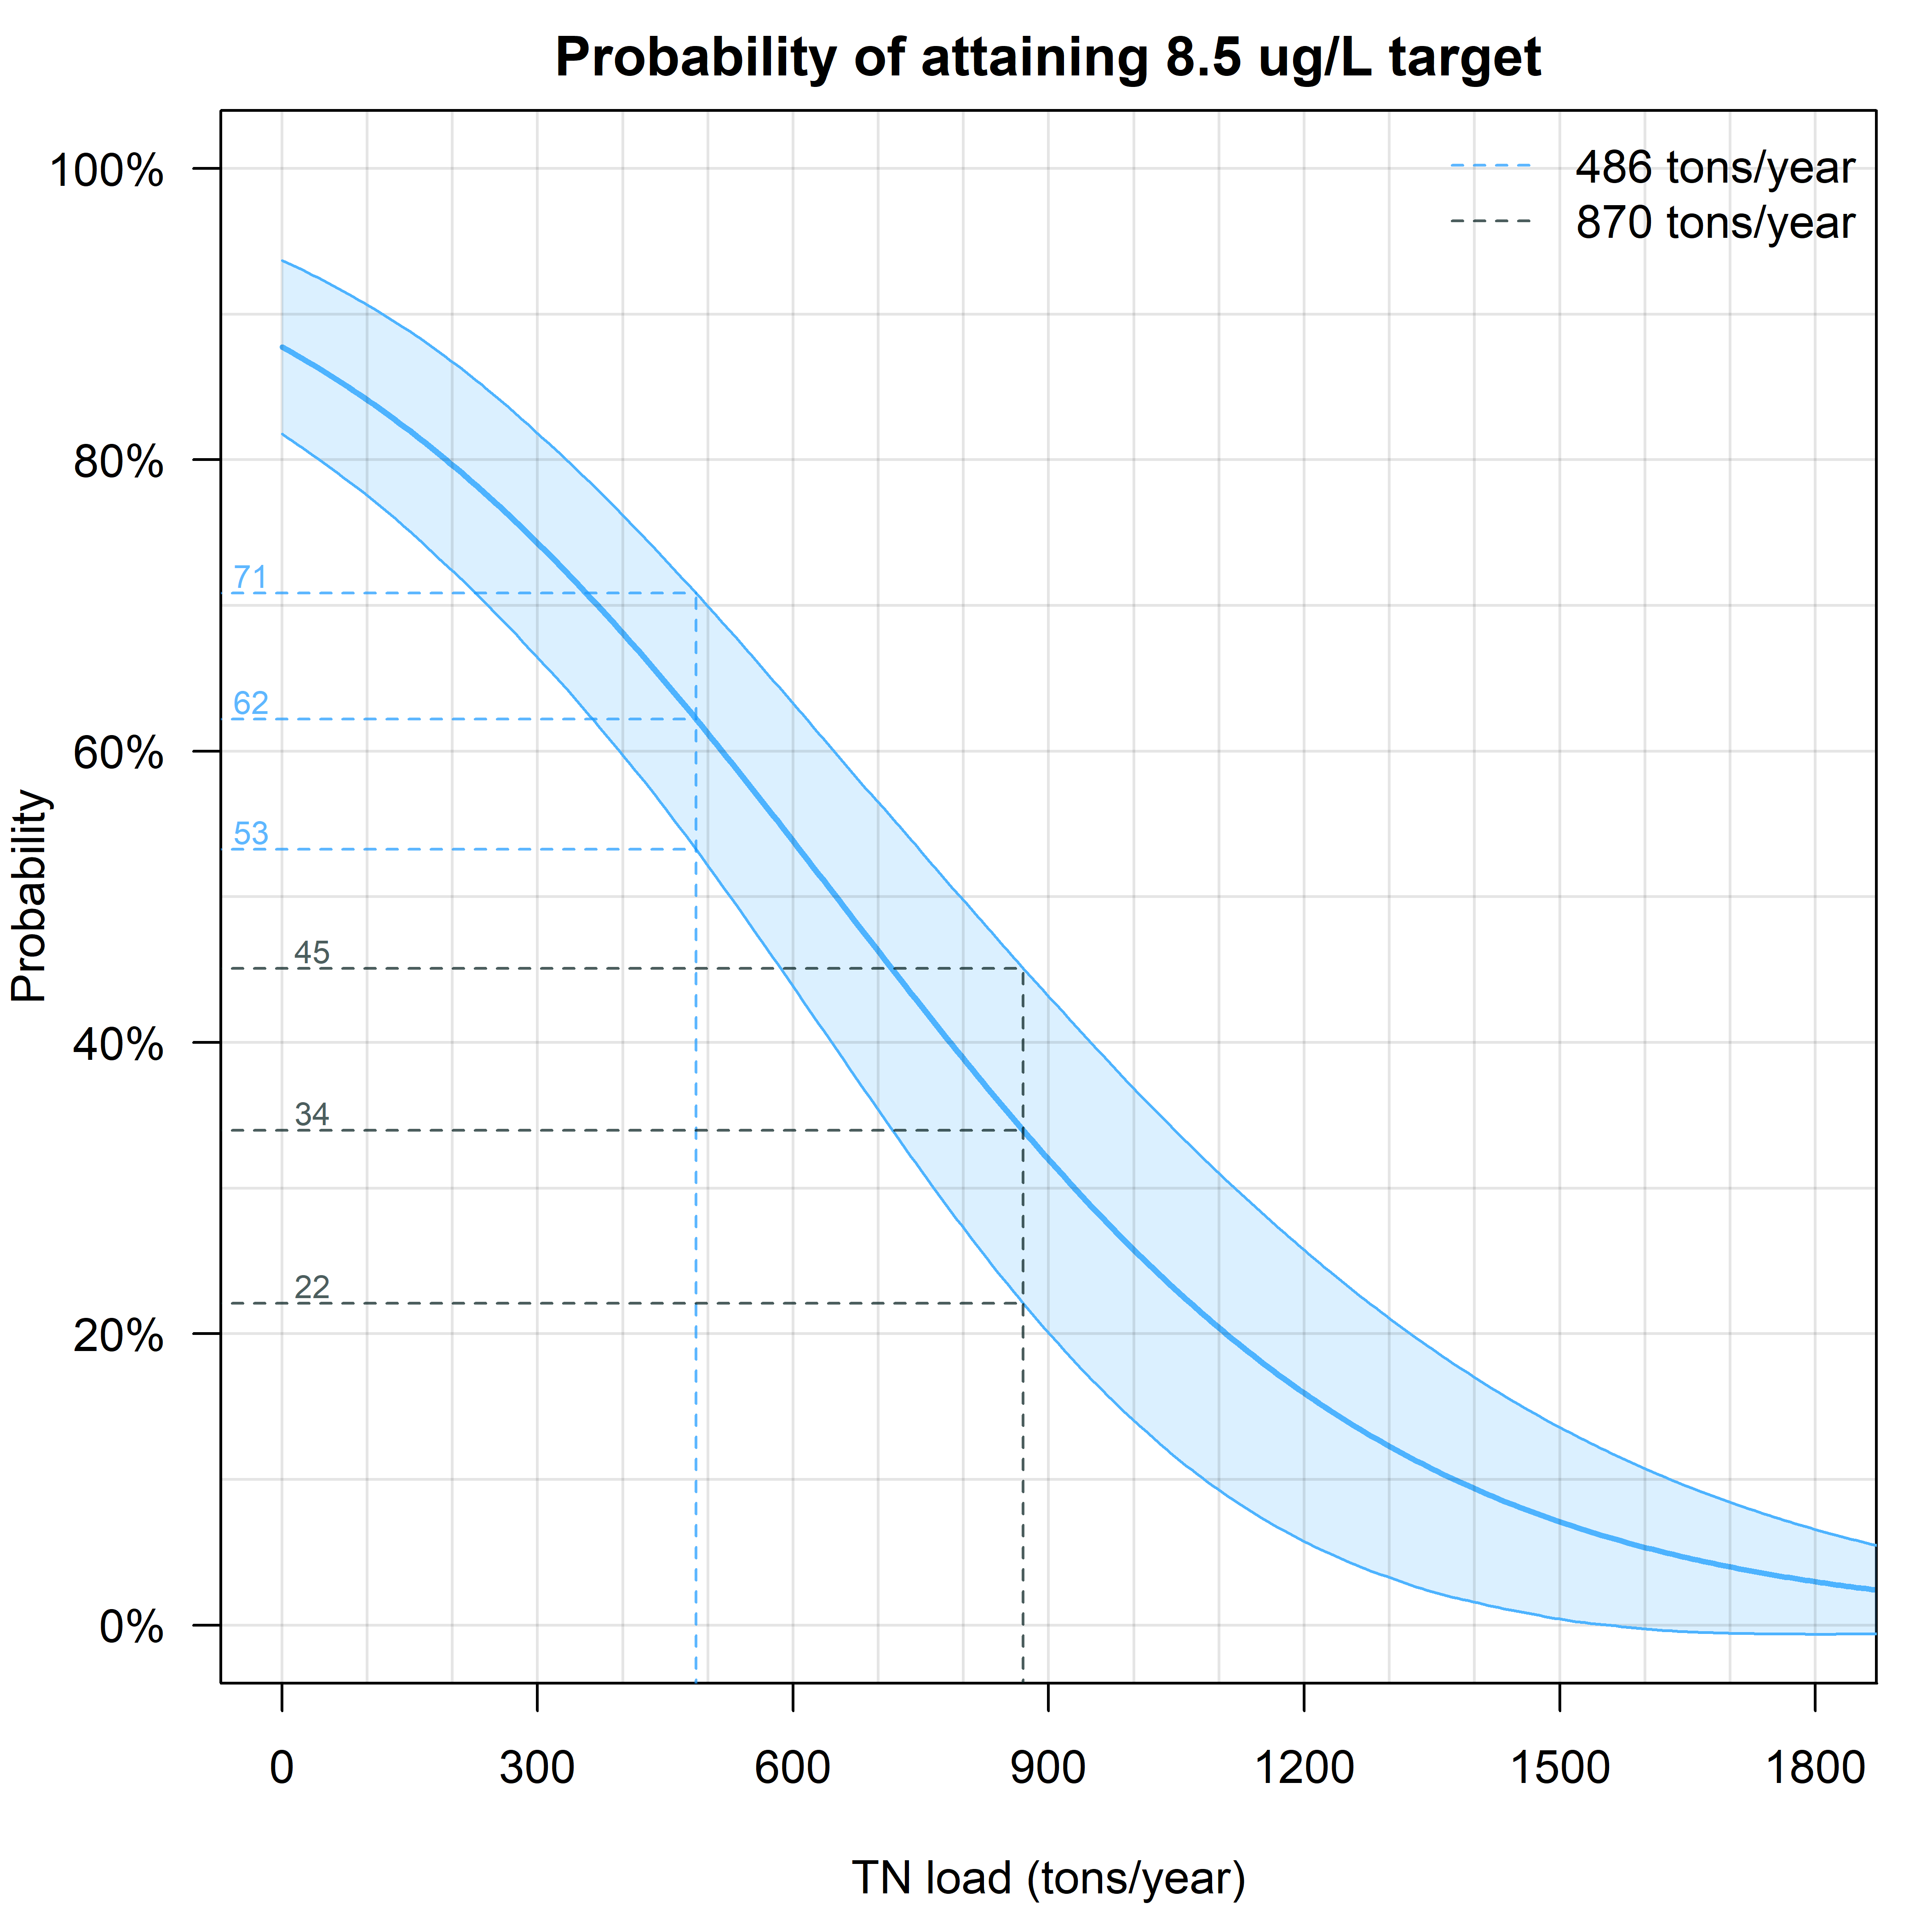 Probability of attaining 8.5 ug/L target
486 tons/year
870 tons/year
100%
80%
71
62
60%
53
45
40%
34
22
20%
0%
Probability
0 300 600 900 1200 1500 1800
TN load (tons/year)